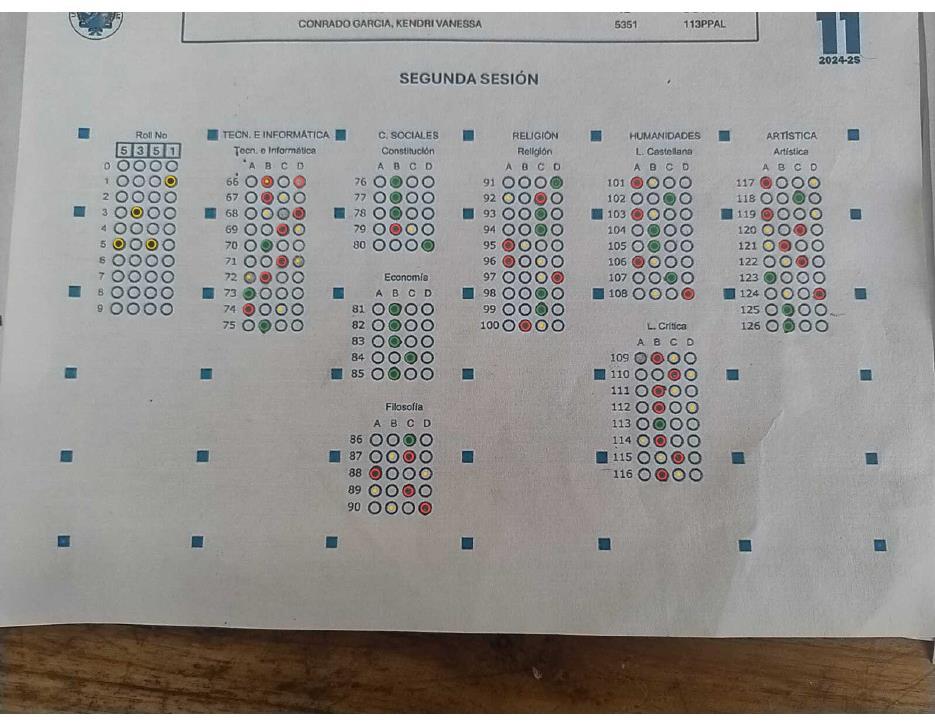 CONRADO GARCIA, KENDRI VANESSA 5351 113PPAL
11
2024-25
SEGUNDA SESIÓN
Roll No
5 3 5 1
0
1
2
3
4
5
6
7
8
9
TECN. E INFORMÁTICA
Tecn. e Informática
A B C D
66
67
68
69
70
71
72
73
74
75
C. SOCIALES
Constitución
A B C D
76
77
78
79
80
Economía
A B C D
81
82
83
84
85
Filosofía
A B C D
86
87
88
89
90
RELIGIÓN
Religión
A B C D
91
92
93
94
95
96
97
98
99
100
HUMANIDADES
L. Castellana
A B C D
101
102
103
104
105
106
107
108
L. Crítica
A B C D
109
110
111
112
113
114
115
116
ARTÍSTICA
Artística
A B C D
117
118
119
120
121
122
123
124
125
126